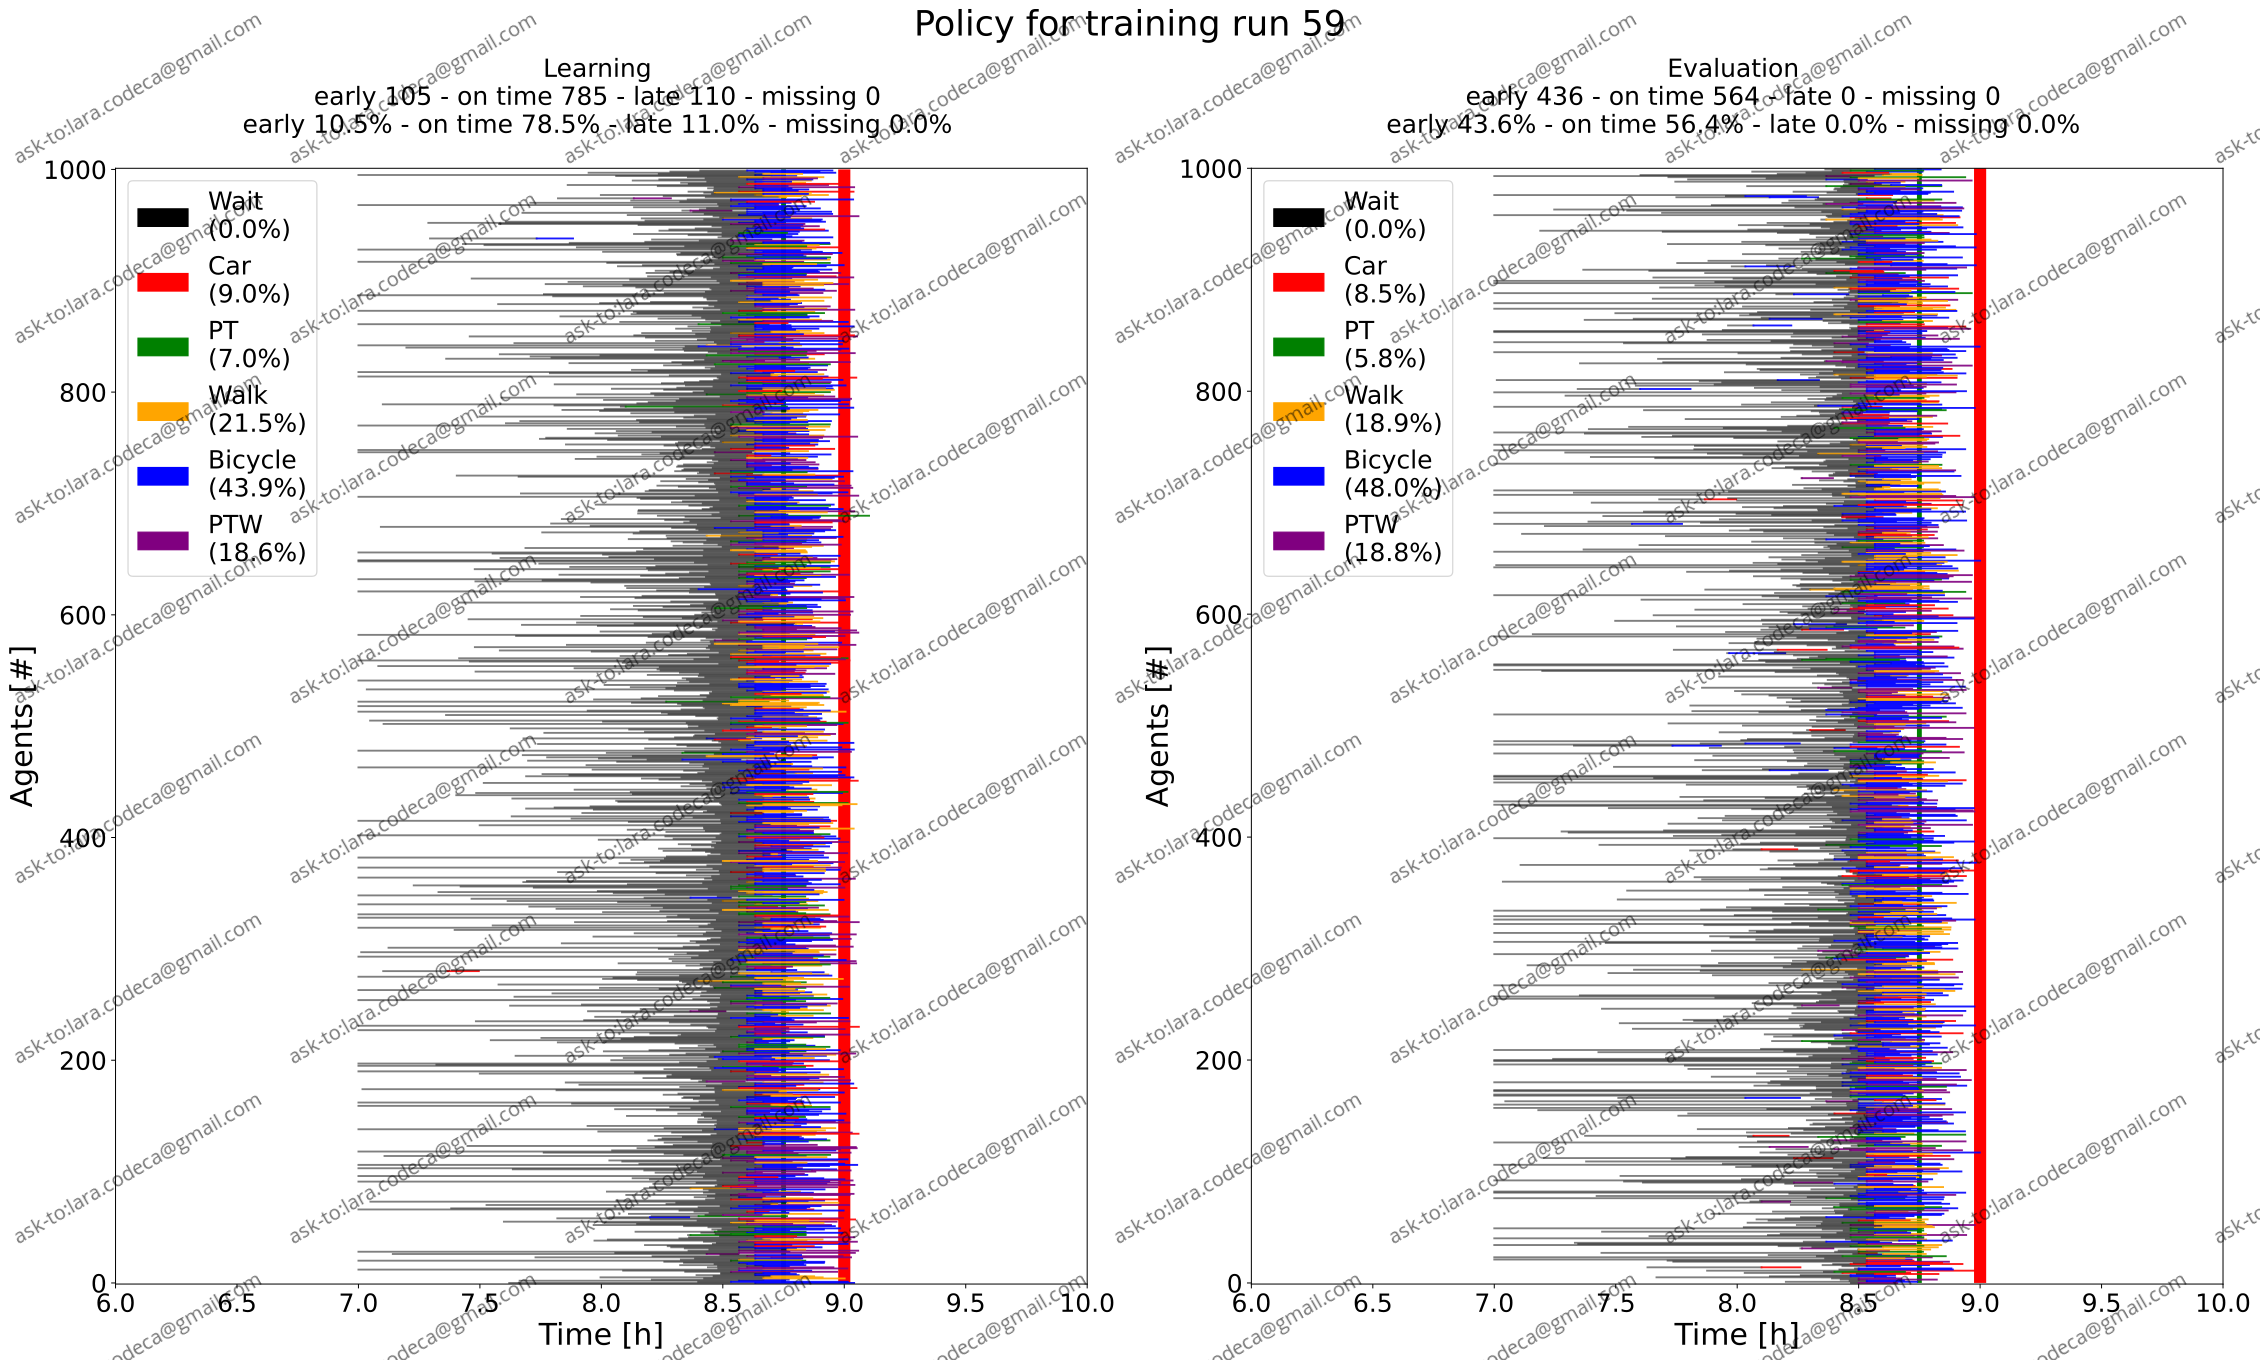 Policy for training run 59
Learning
early 105 - on time 785 - late 110 - missing 0
early 10.5% - on time 78.5% - late 11.0% - missing 0.0%
1000
800
600
400
200
0
Agents [#]
Wait
(0.0%)
Car
(9.0%)
PT
(7.0%)
Walk
(21.5%)
Bicycle
(43.9%)
PTW
(18.6%)
6.0 6.5 7.0 7.5 8.0 8.5 9.0 9.5 10.0
Time [h]
Evaluation
early 436 - on time 564 - late 0 - missing 0
early 43.6% - on time 56.4% - late 0.0% - missing 0.0%
1000
800
600
400
200
0
Agents [#]
Wait
(0.0%)
Car
(8.5%)
PT
(5.8%)
Walk
(18.9%)
Bicycle
(48.0%)
PTW
(18.8%)
6.0 6.5 7.0 7.5 8.0 8.5 9.0 9.5 10.0
Time [h]
ask-to:lara.codeca@gmail.com